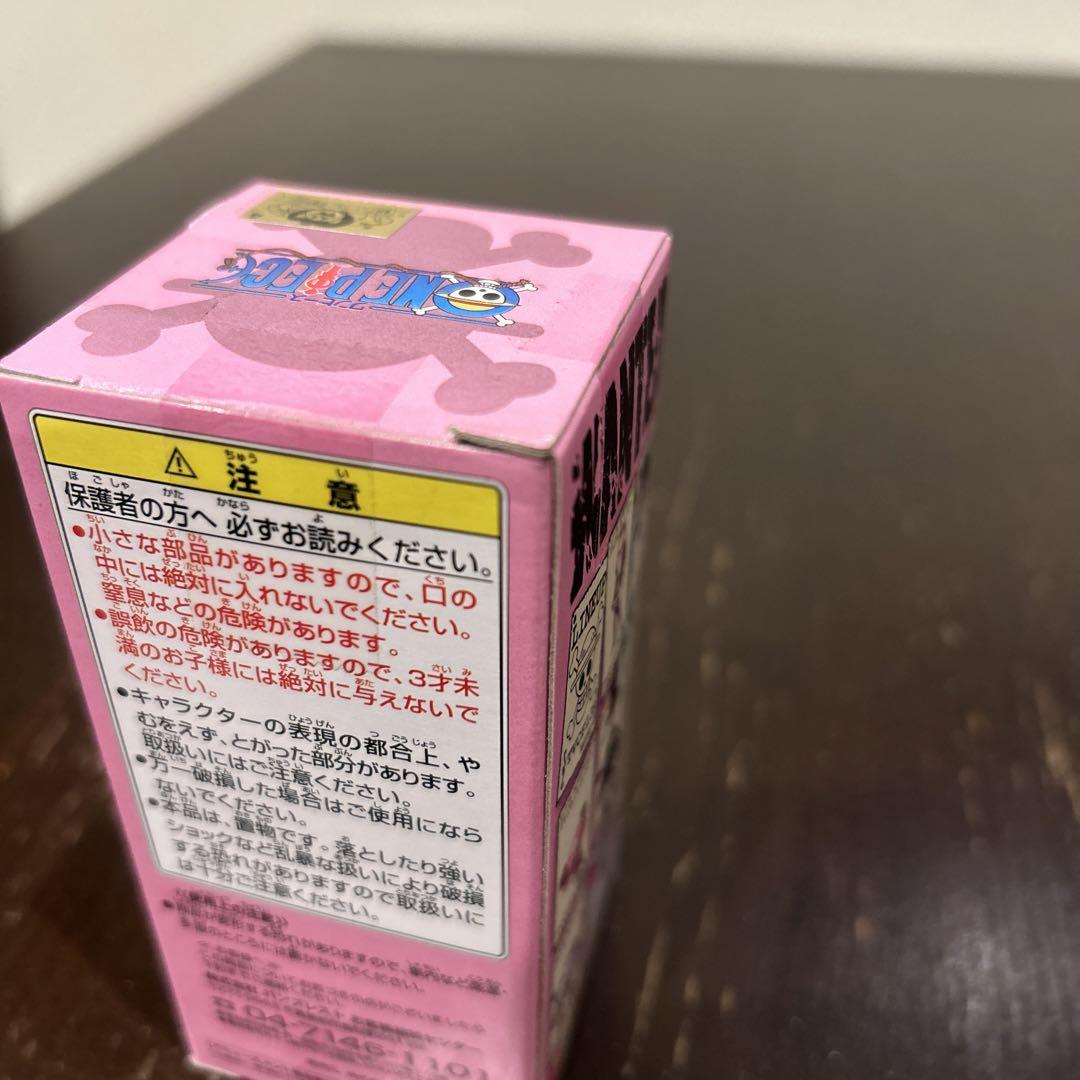 ONE PIECE
ワンピース
注 意
保護者の方へ 必ずお読みください。
●小さな部品がありますので、口の
中には絶対に入れないでください。
窒息などの危険があります。
●誤飲の危険がありますので、3才未
満のお子様には絶対に与えないで
ください。
●キャラクターの表現の都合上、や
むをえず、とがった部分があります。
取扱いにはご注意ください。
●万一破損した場合はご使用になら
ないでください。
●本品は、置物です。落としたり強い
ショックなど乱暴な扱いにより破損
する恐れがありますので取扱いに
は十分ご注意ください。
04-7146-1101
WANTED